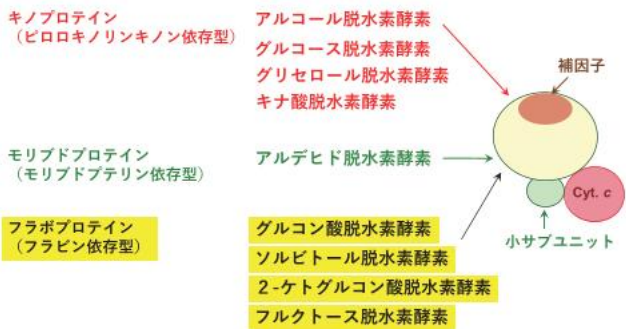 キノプロテイン
（ピロロキノリンキノン依存型）
アルコール脱水素酵素
グルコース脱水素酵素
グリセロール脱水素酵素
キナ酸脱水素酵素
補因子
モリブドプロテイン
（モリブドプテリン依存型）
アルデヒド脱水素酵素
Cyt. c
小サブユニット
フラボプロテイン
（フラビン依存型）
グルコン酸脱水素酵素
ソルビトール脱水素酵素
２-ケトグルコン酸脱水素酵素
フルクトース脱水素酵素